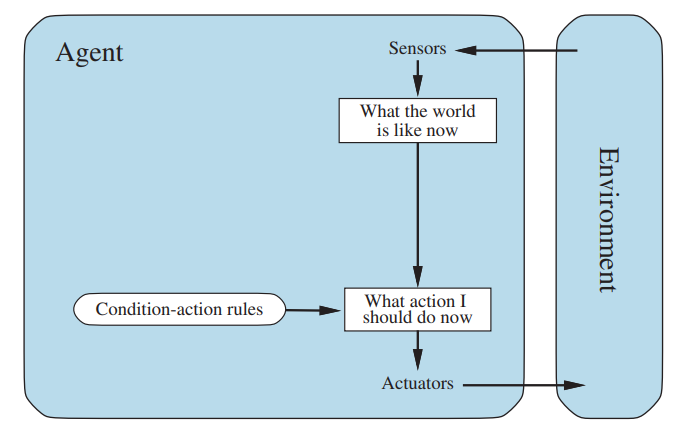 Agent
Sensors
What the world
is like now
Environment
Condition-action rules
What action I
should do now
Actuators